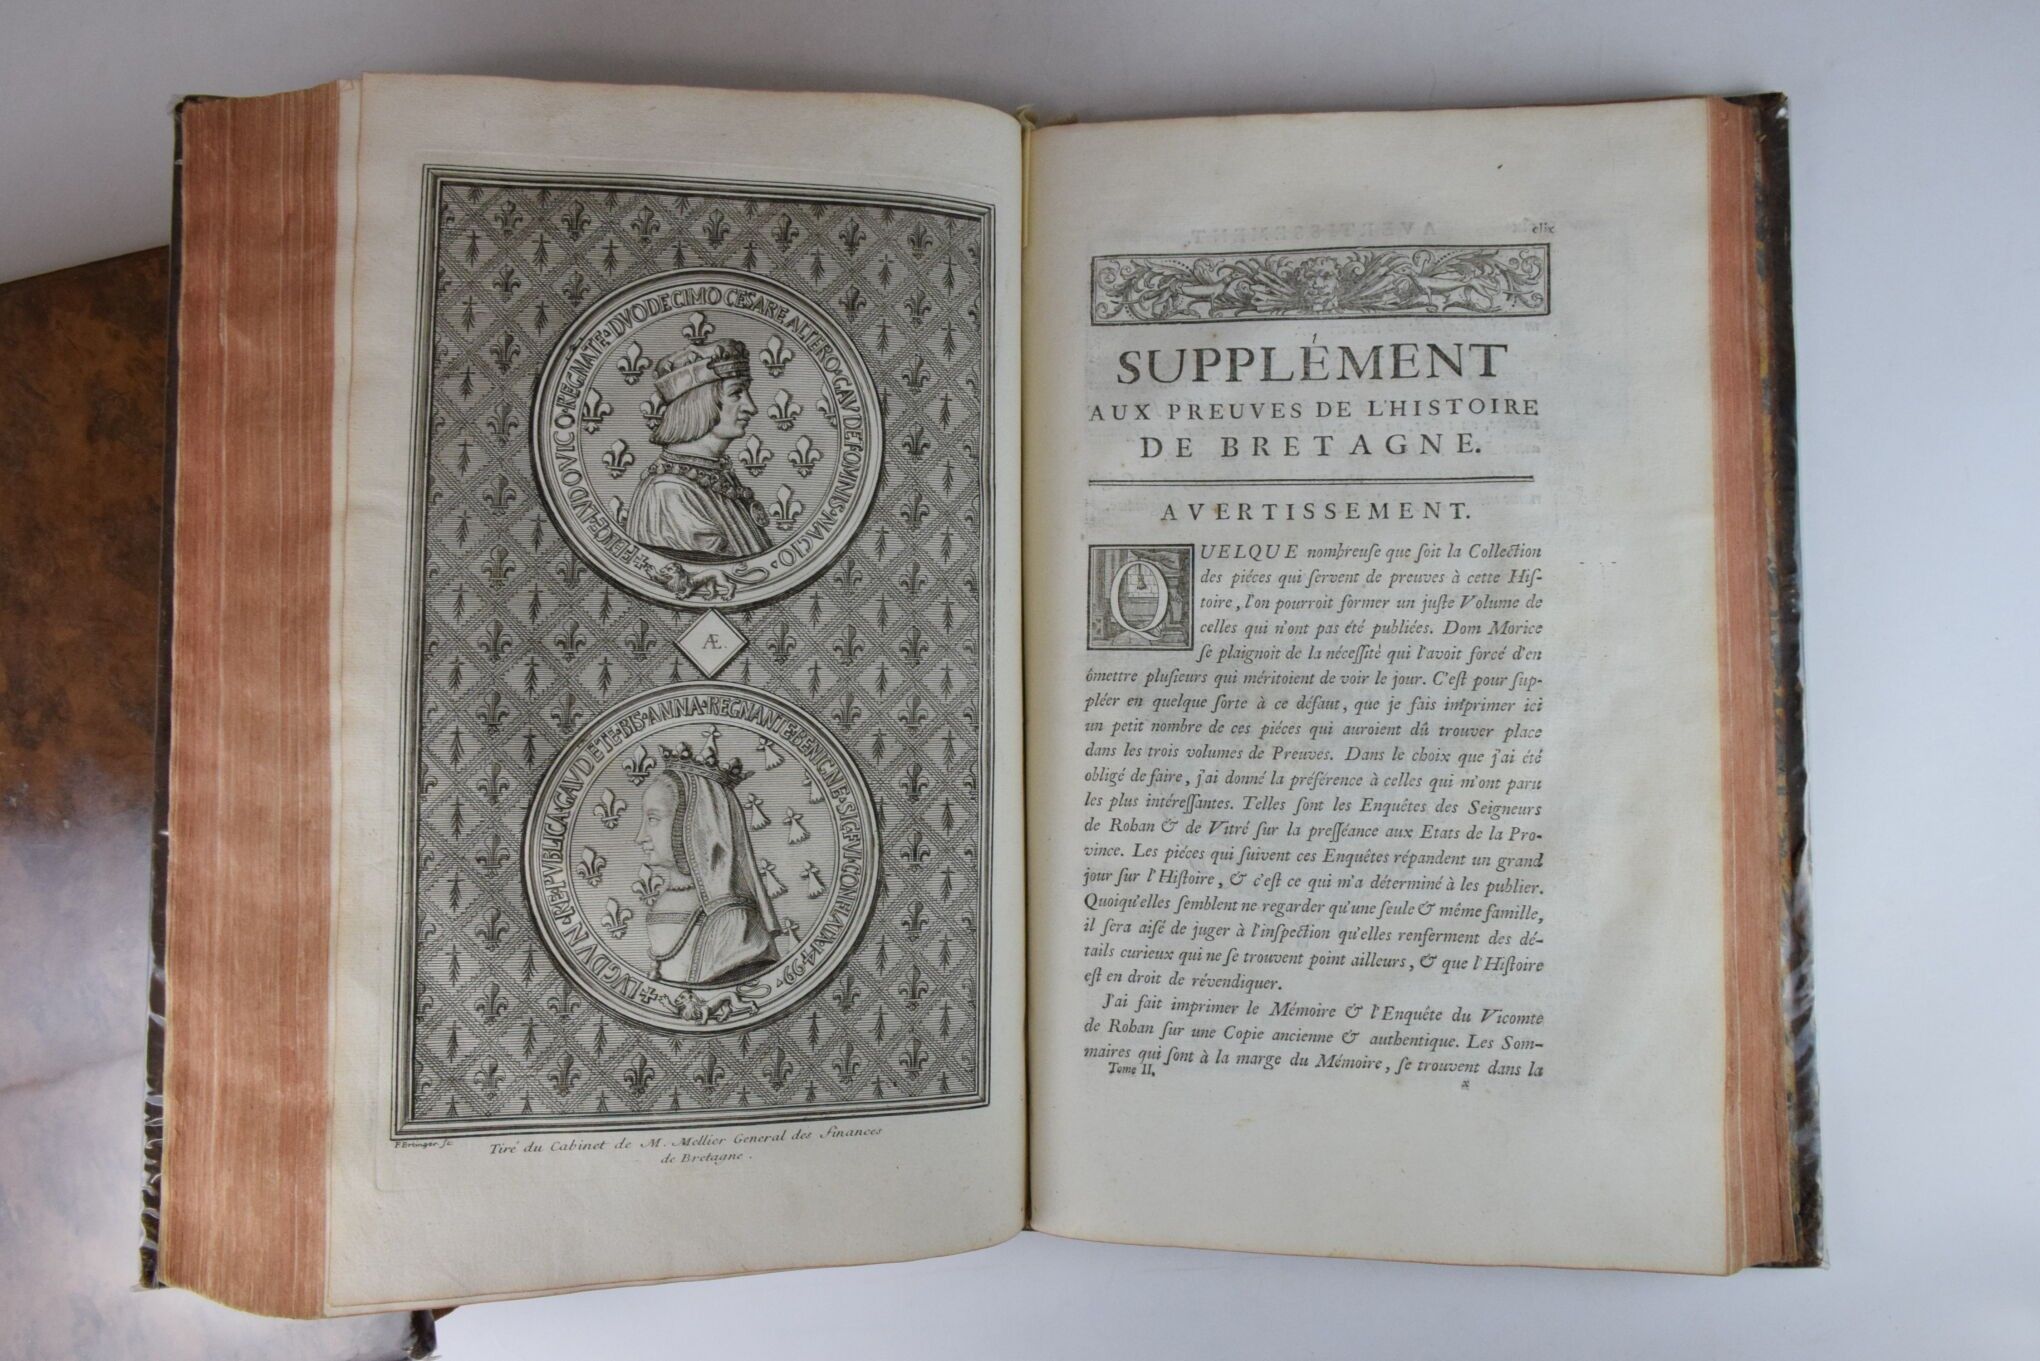 + FELICE · LVDOVICO · REGNATE · DVODECIMO CESARE ALTERO · GAVDE OMNIS · NACIO
Æ.
+ LVGDVN · RE · PVBLICA · GAVDETE · BIS · ANNA · REGNANTE · BENIGNE · SIC · FVI · CONFLATA · 1499
Tiré du Cabinet de M. Mellier General des finances
de Bretagne.
clix
SUPPLÉMENT
AUX PREUVES DE L'HISTOIRE
DE BRETAGNE.
AVERTISSEMENT.
QUELQUE nombreuſe que ſoit la Collection
des piéces qui ſervent de preuves à cette Hiſ-
toire, l'on pourroit former un juſte Volume de
celles qui n'ont pas été publiées. Dom Morice
ſe plaignoit de la néceſſité qui l'avoit forcé d'en
ômettre pluſieurs qui méritoient de voir le jour. C'eſt pour ſup-
pléer en quelque ſorte à ce défaut, que je fais imprimer ici
un petit nombre de ces piéces qui auroient dû trouver place
dans les trois volumes de Preuves. Dans le choix que j'ai été
obligé de faire, j'ai donné la préférence à celles qui m'ont paru
les plus intéreſſantes. Telles ſont les Enquêtes des Seigneurs
de Rohan & de Vitré ſur la preſſéance aux Etats de la Pro-
vince. Les piéces qui ſuivent ces Enquêtes répandent un grand
jour ſur l'Hiſtoire, & c'eſt ce qui m'a déterminé à les publier.
Quoiqu'elles ſemblent ne regarder qu'une ſeule & même famille,
il ſera aiſé de juger à l'inſpection qu'elles renferment des dé-
tails curieux qui ne ſe trouvent point ailleurs, & que l'Hiſtoire
eſt en droit de révendiquer.
J'ai fait imprimer le Mémoire & l'Enquête du Vicomte
de Rohan ſur une Copie ancienne & authentique. Les Som-
maires qui ſont à la marge du Mémoire, ſe trouvent dans la
Tome II.
x